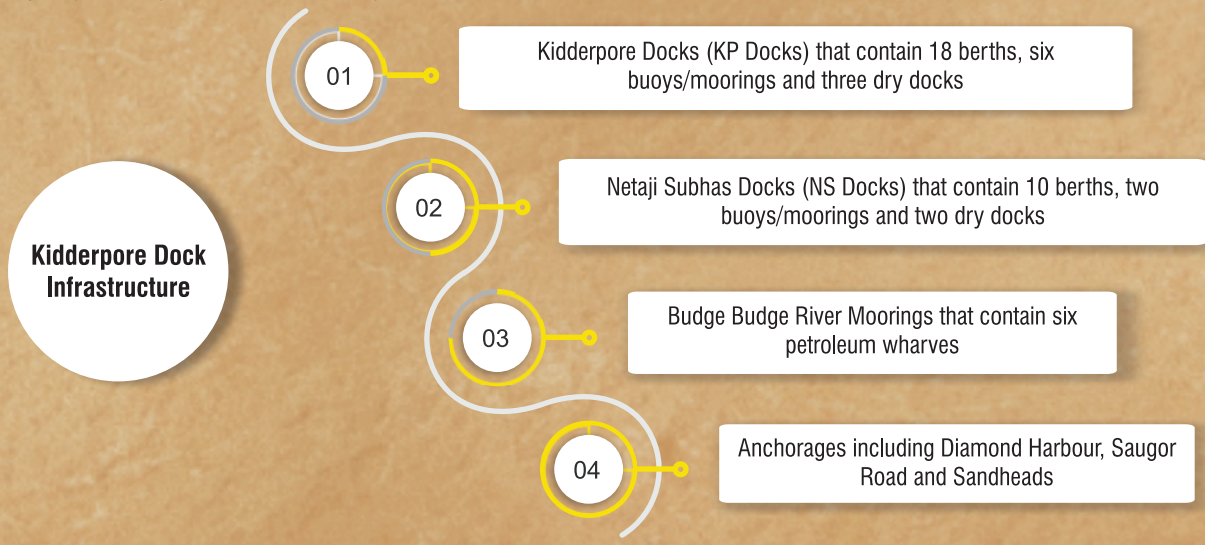 Kidderpore Dock
Infrastructure
01
Kidderpore Docks (KP Docks) that contain 18 berths, six
buoys/moorings and three dry docks
02
Netaji Subhas Docks (NS Docks) that contain 10 berths, two
buoys/moorings and two dry docks
03
Budge Budge River Moorings that contain six
petroleum wharves
04
Anchorages including Diamond Harbour, Saugor
Road and Sandheads